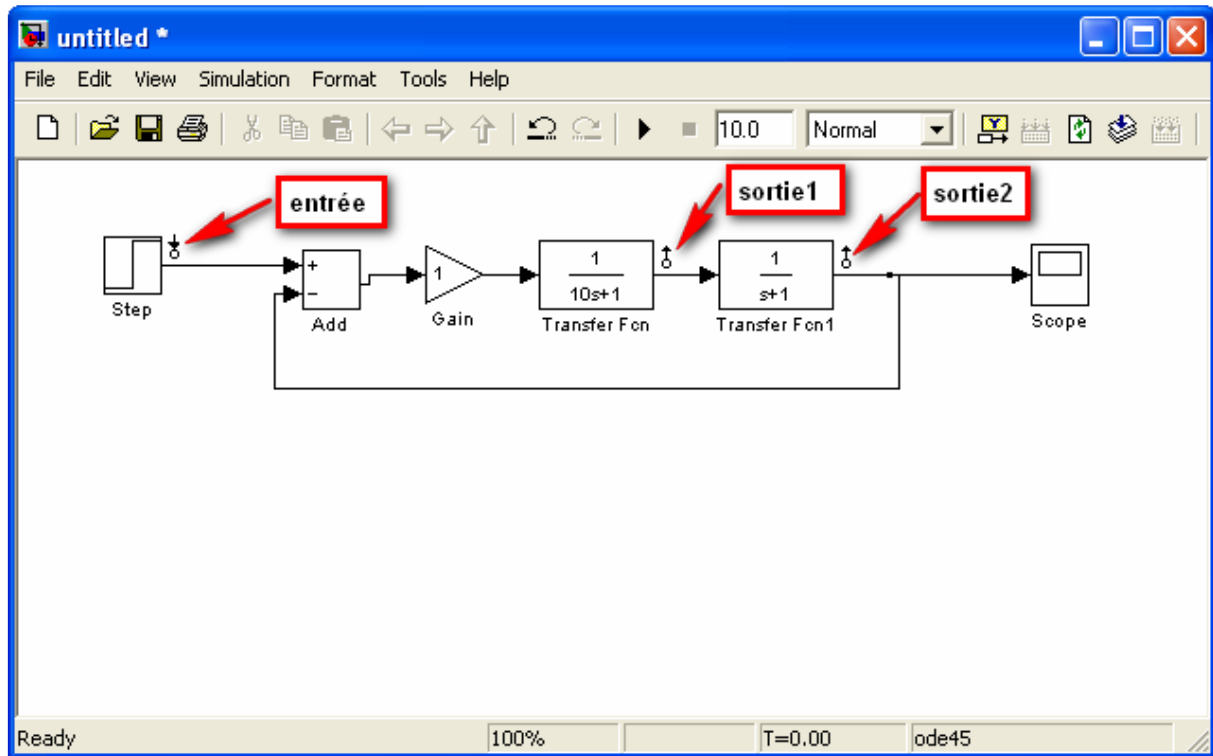 untitled *
File Edit View Simulation Format Tools Help
10.0 Normal
entrée
sortie1
sortie2
Step
+
−
Add
1
Gain
1
10s+1
Transfer Fcn
1
s+1
Transfer Fcn1
Scope
Ready 100% T=0.00 ode45